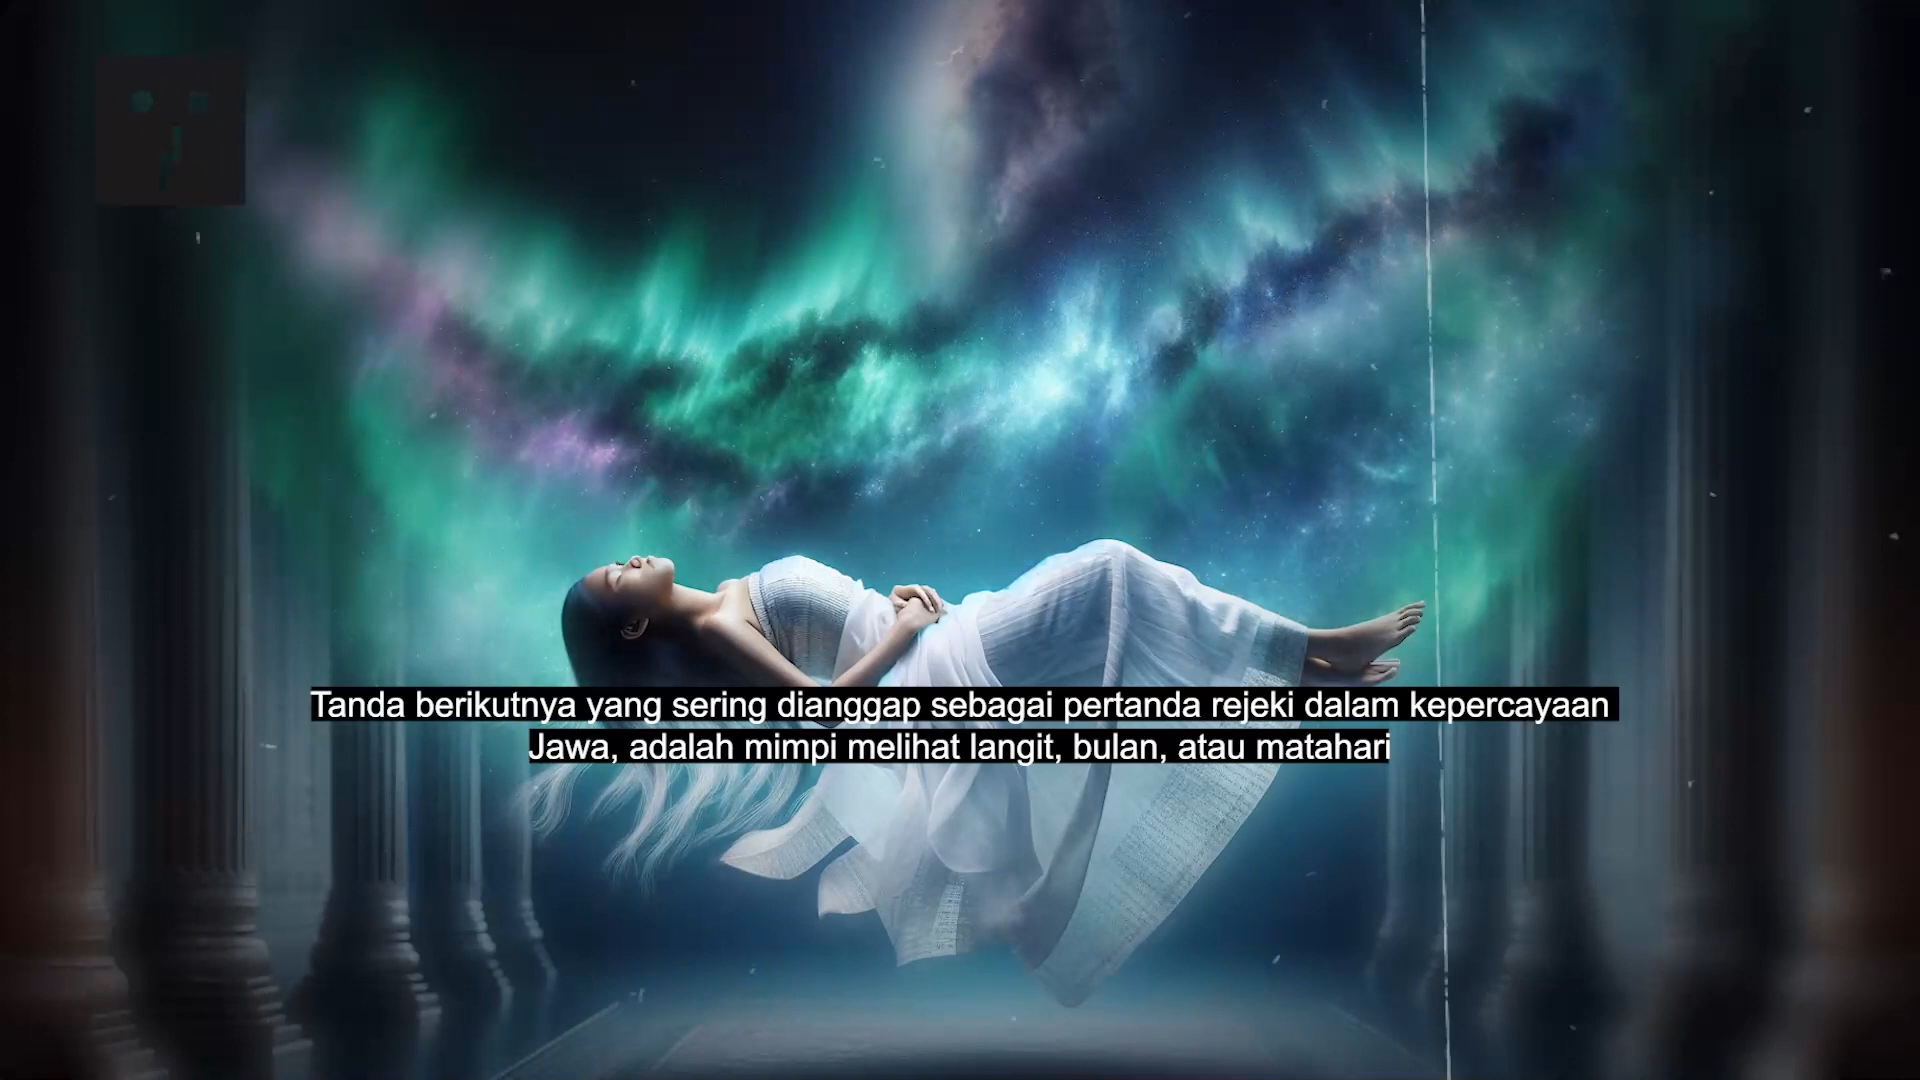 Tanda berikutnya yang sering dianggap sebagai pertanda rejeki dalam kepercayaan
Jawa, adalah mimpi melihat langit, bulan, atau matahari